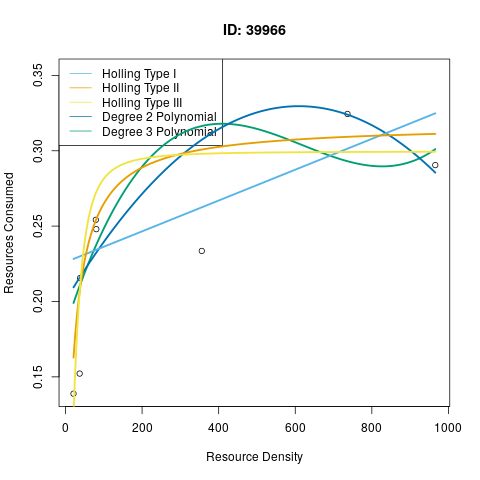 ID: 39966
Holling Type I
Holling Type II
Holling Type III
Degree 2 Polynomial
Degree 3 Polynomial
Resources Consumed
0.35
0.30
0.25
0.20
0.15
0 200 400 600 800 1000
Resource Density